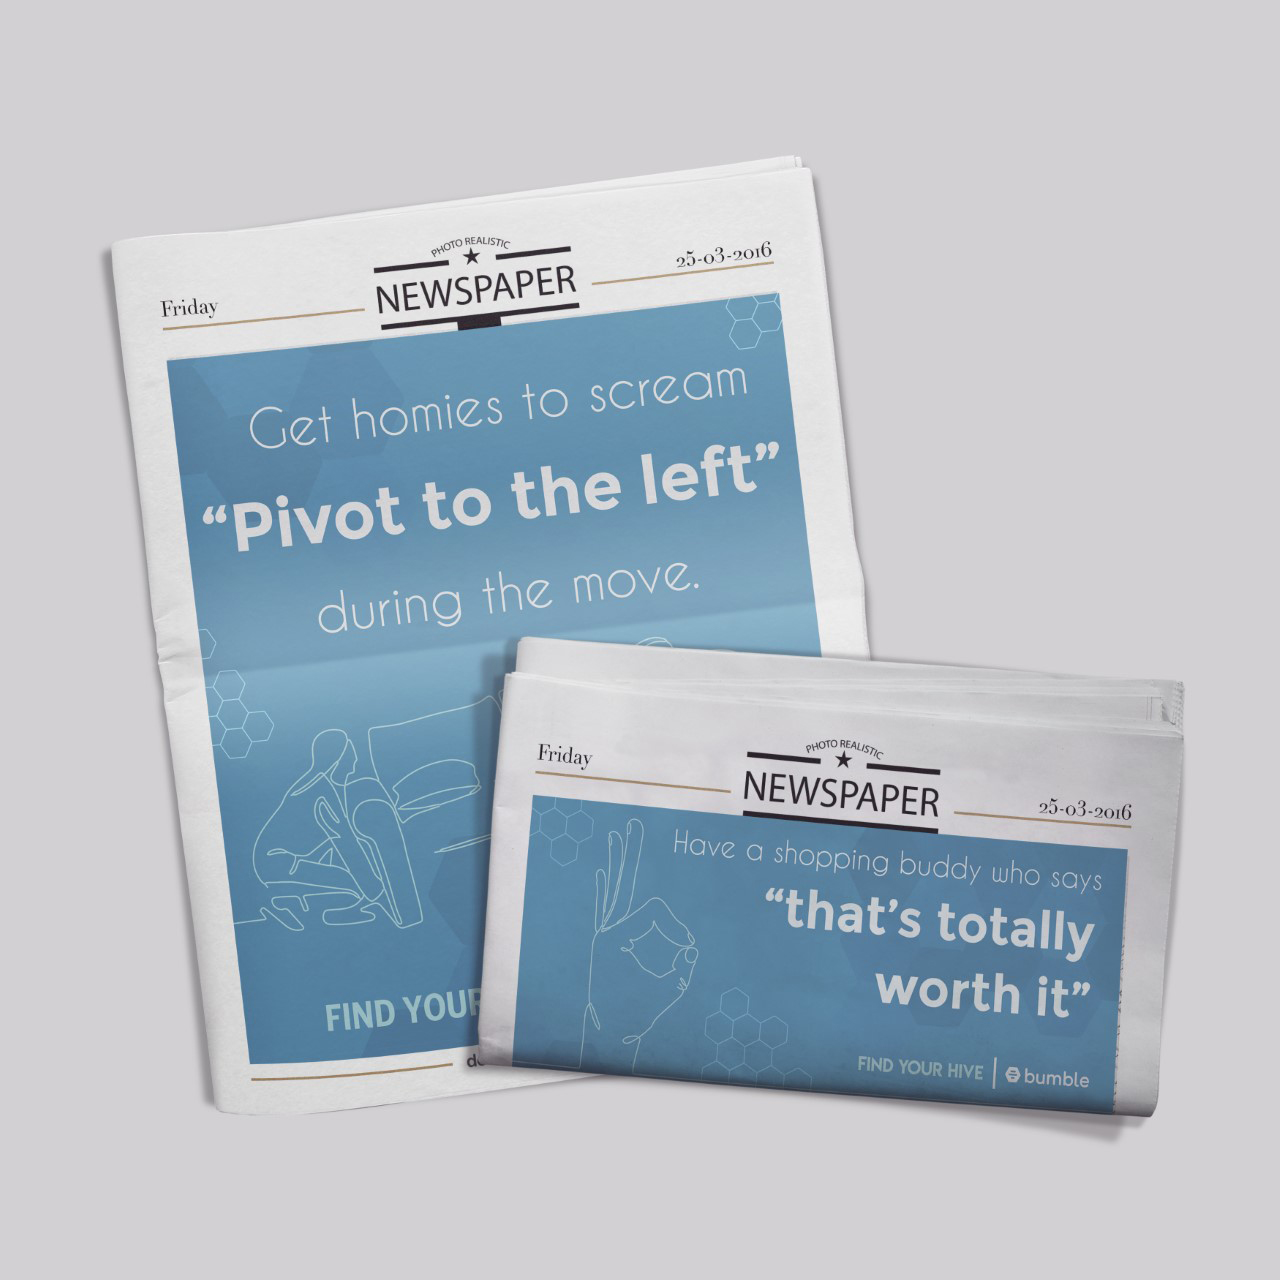 PHOTO REALISTIC
Friday
NEWSPAPER
25-03-2016
Get homies to scream
“Pivot to the left”
during the move.
FIND YOUR
PHOTO REALISTIC
Friday
NEWSPAPER
25-03-2016
Have a shopping buddy who says
“that’s totally
worth it”
FIND YOUR HIVE
bumble